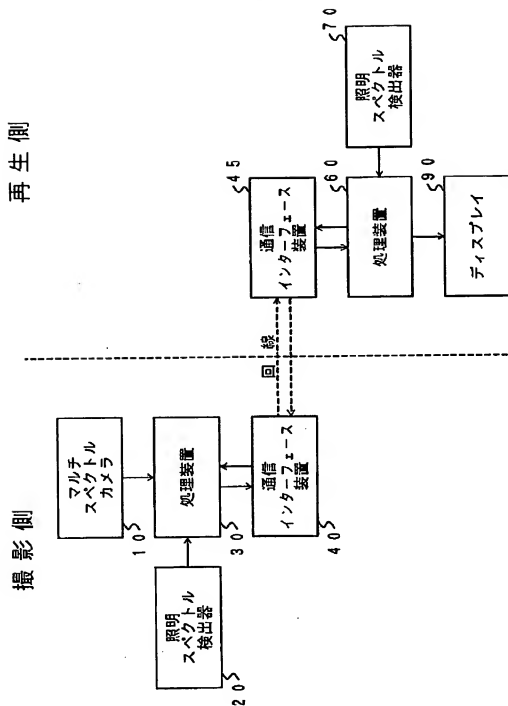 撮影側
再生側
マルチ
スペクトル
カメラ
10
照明
スペクトル
検出器
20
処理装置
30
通信
インターフェース
装置
40
回線
通信
インターフェース
装置
45
処理装置
60
照明
スペクトル
検出器
70
ディスプレイ
90